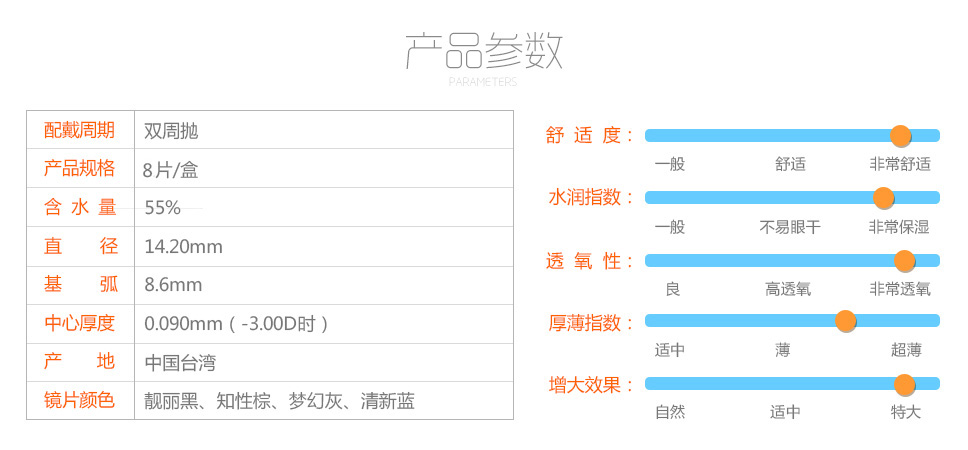 产品参数
PARAMETERS
配戴周期 双周抛
产品规格 8片/盒
含水量 55%
直径 14.20mm
基弧 8.6mm
中心厚度 0.090mm（-3.00D时）
产地 中国台湾
镜片颜色 靓丽黑、知性棕、梦幻灰、清新蓝
舒适度：
一般 舒适 非常舒适
水润指数：
一般 不易眼干 非常保湿
透氧性：
良 高透氧 非常透氧
厚薄指数：
适中 薄 超薄
增大效果：
自然 适中 特大